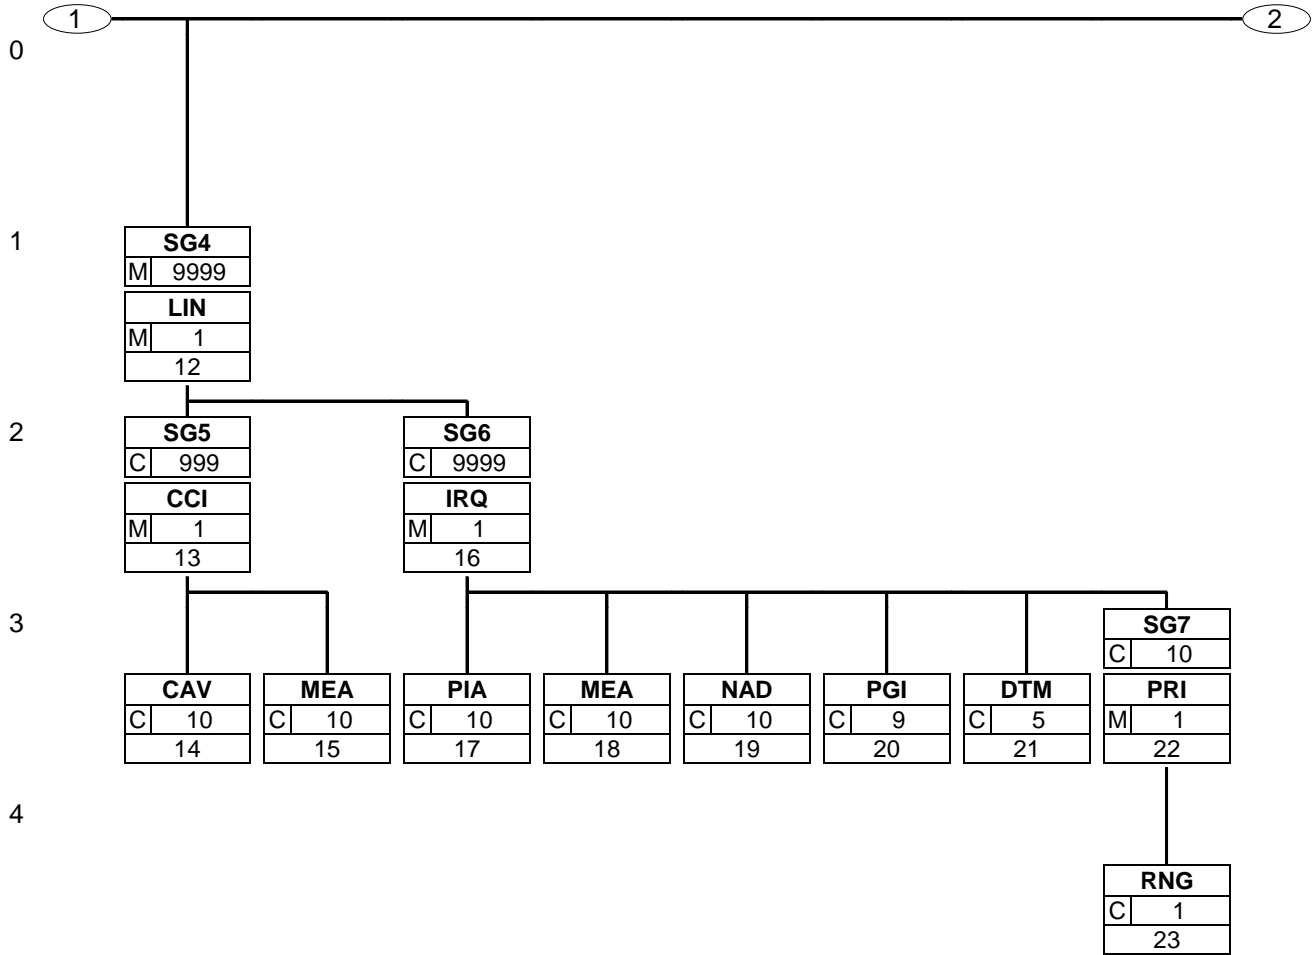 1 2
0
1
SG4
M 9999
LIN
M 1
12
2
SG5 SG6
C 999 C 9999
CCI IRQ
M 1 M 1
13 16
3
SG7
C 10
CAV MEA PIA MEA NAD PGI DTM PRI
C 10 C 10 C 10 C 10 C 10 C 9 C 5 M 1
14 15 17 18 19 20 21 22
4
RNG
C 1
23